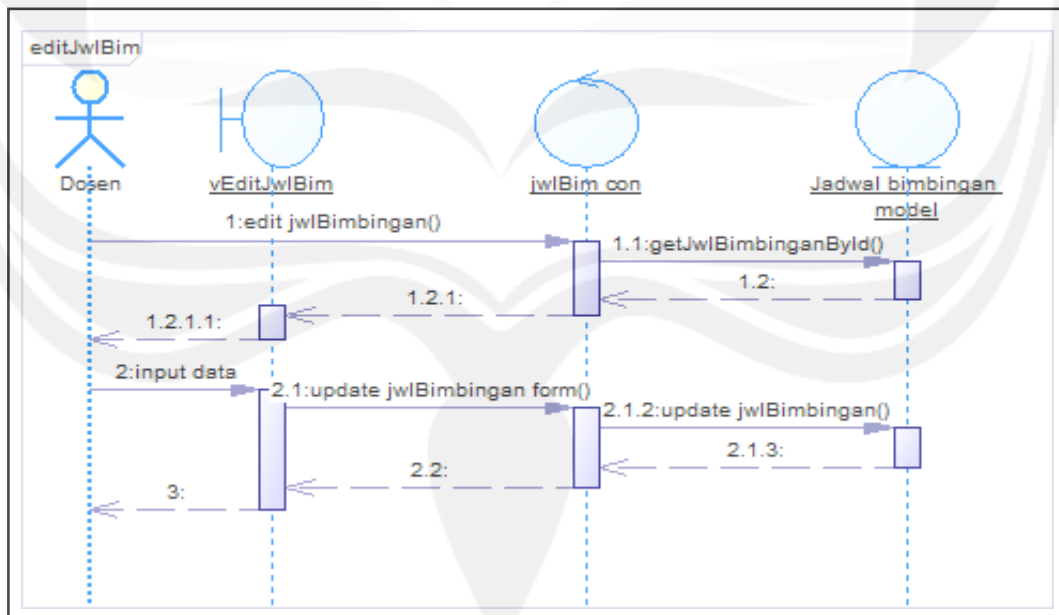 editJwlBim
Dosen
vEditJwlBim
jwlBim con
Jadwal bimbingan
model
1:edit jwlBimbingan()
1.1:getJwlBimbinganById()
1.2:
1.2.1:
1.2.1.1:
2:input data
2.1:update jwlBimbingan form()
2.1.2:update jwlBimbingan()
2.1.3:
2.2:
3: